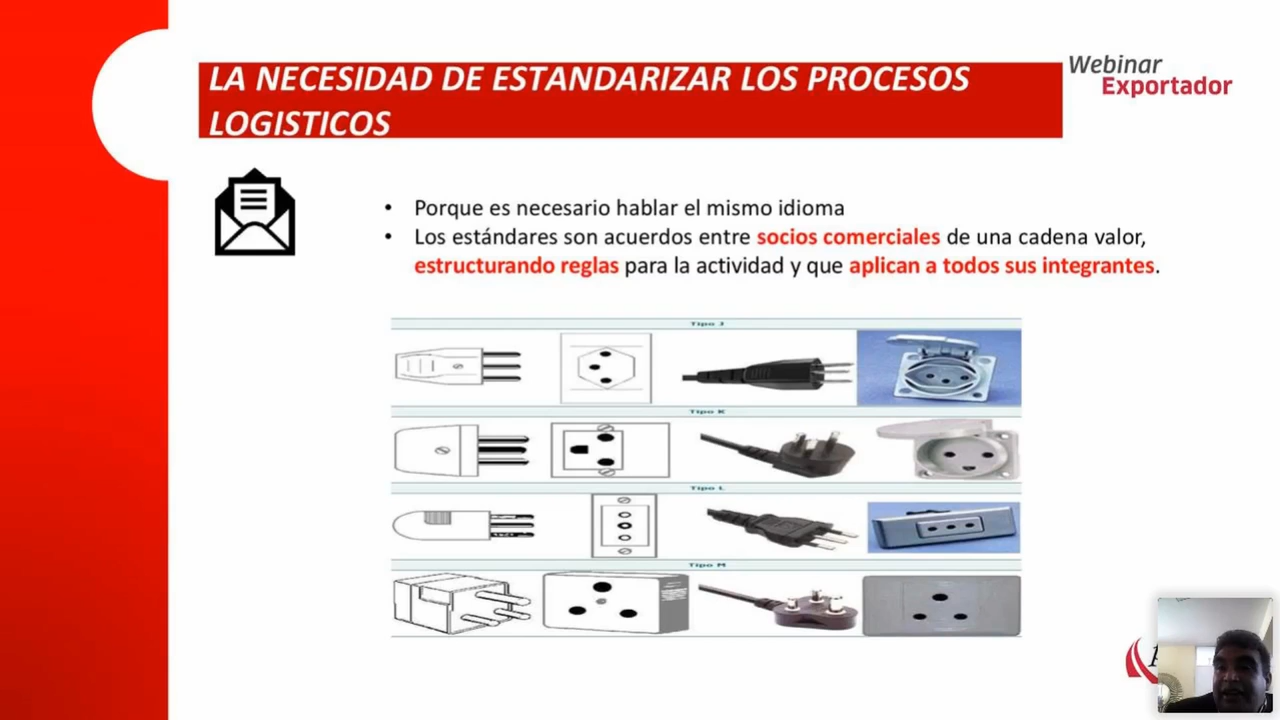 LA NECESIDAD DE ESTANDARIZAR LOS PROCESOS
LOGISTICOS
Webinar
Exportador
• Porque es necesario hablar el mismo idioma
• Los estándares son acuerdos entre socios comerciales de una cadena valor,
estructurando reglas para la actividad y que aplican a todos sus integrantes.
Tipo J
Tipo K
Tipo L
Tipo M